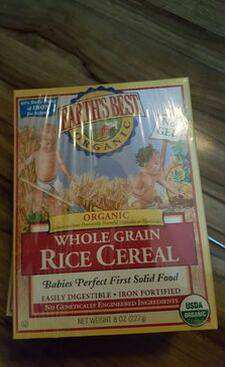 EARTH'S BEST
ORGANIC
ORGANIC
WHOLE GRAIN
RICE CEREAL
Babies' Perfect First Solid Food
EASILY DIGESTIBLE • IRON FORTIFIED
NO GENETICALLY ENGINEERED INGREDIENTS
NET WEIGHT 8 OZ (227g)
USDA
ORGANIC